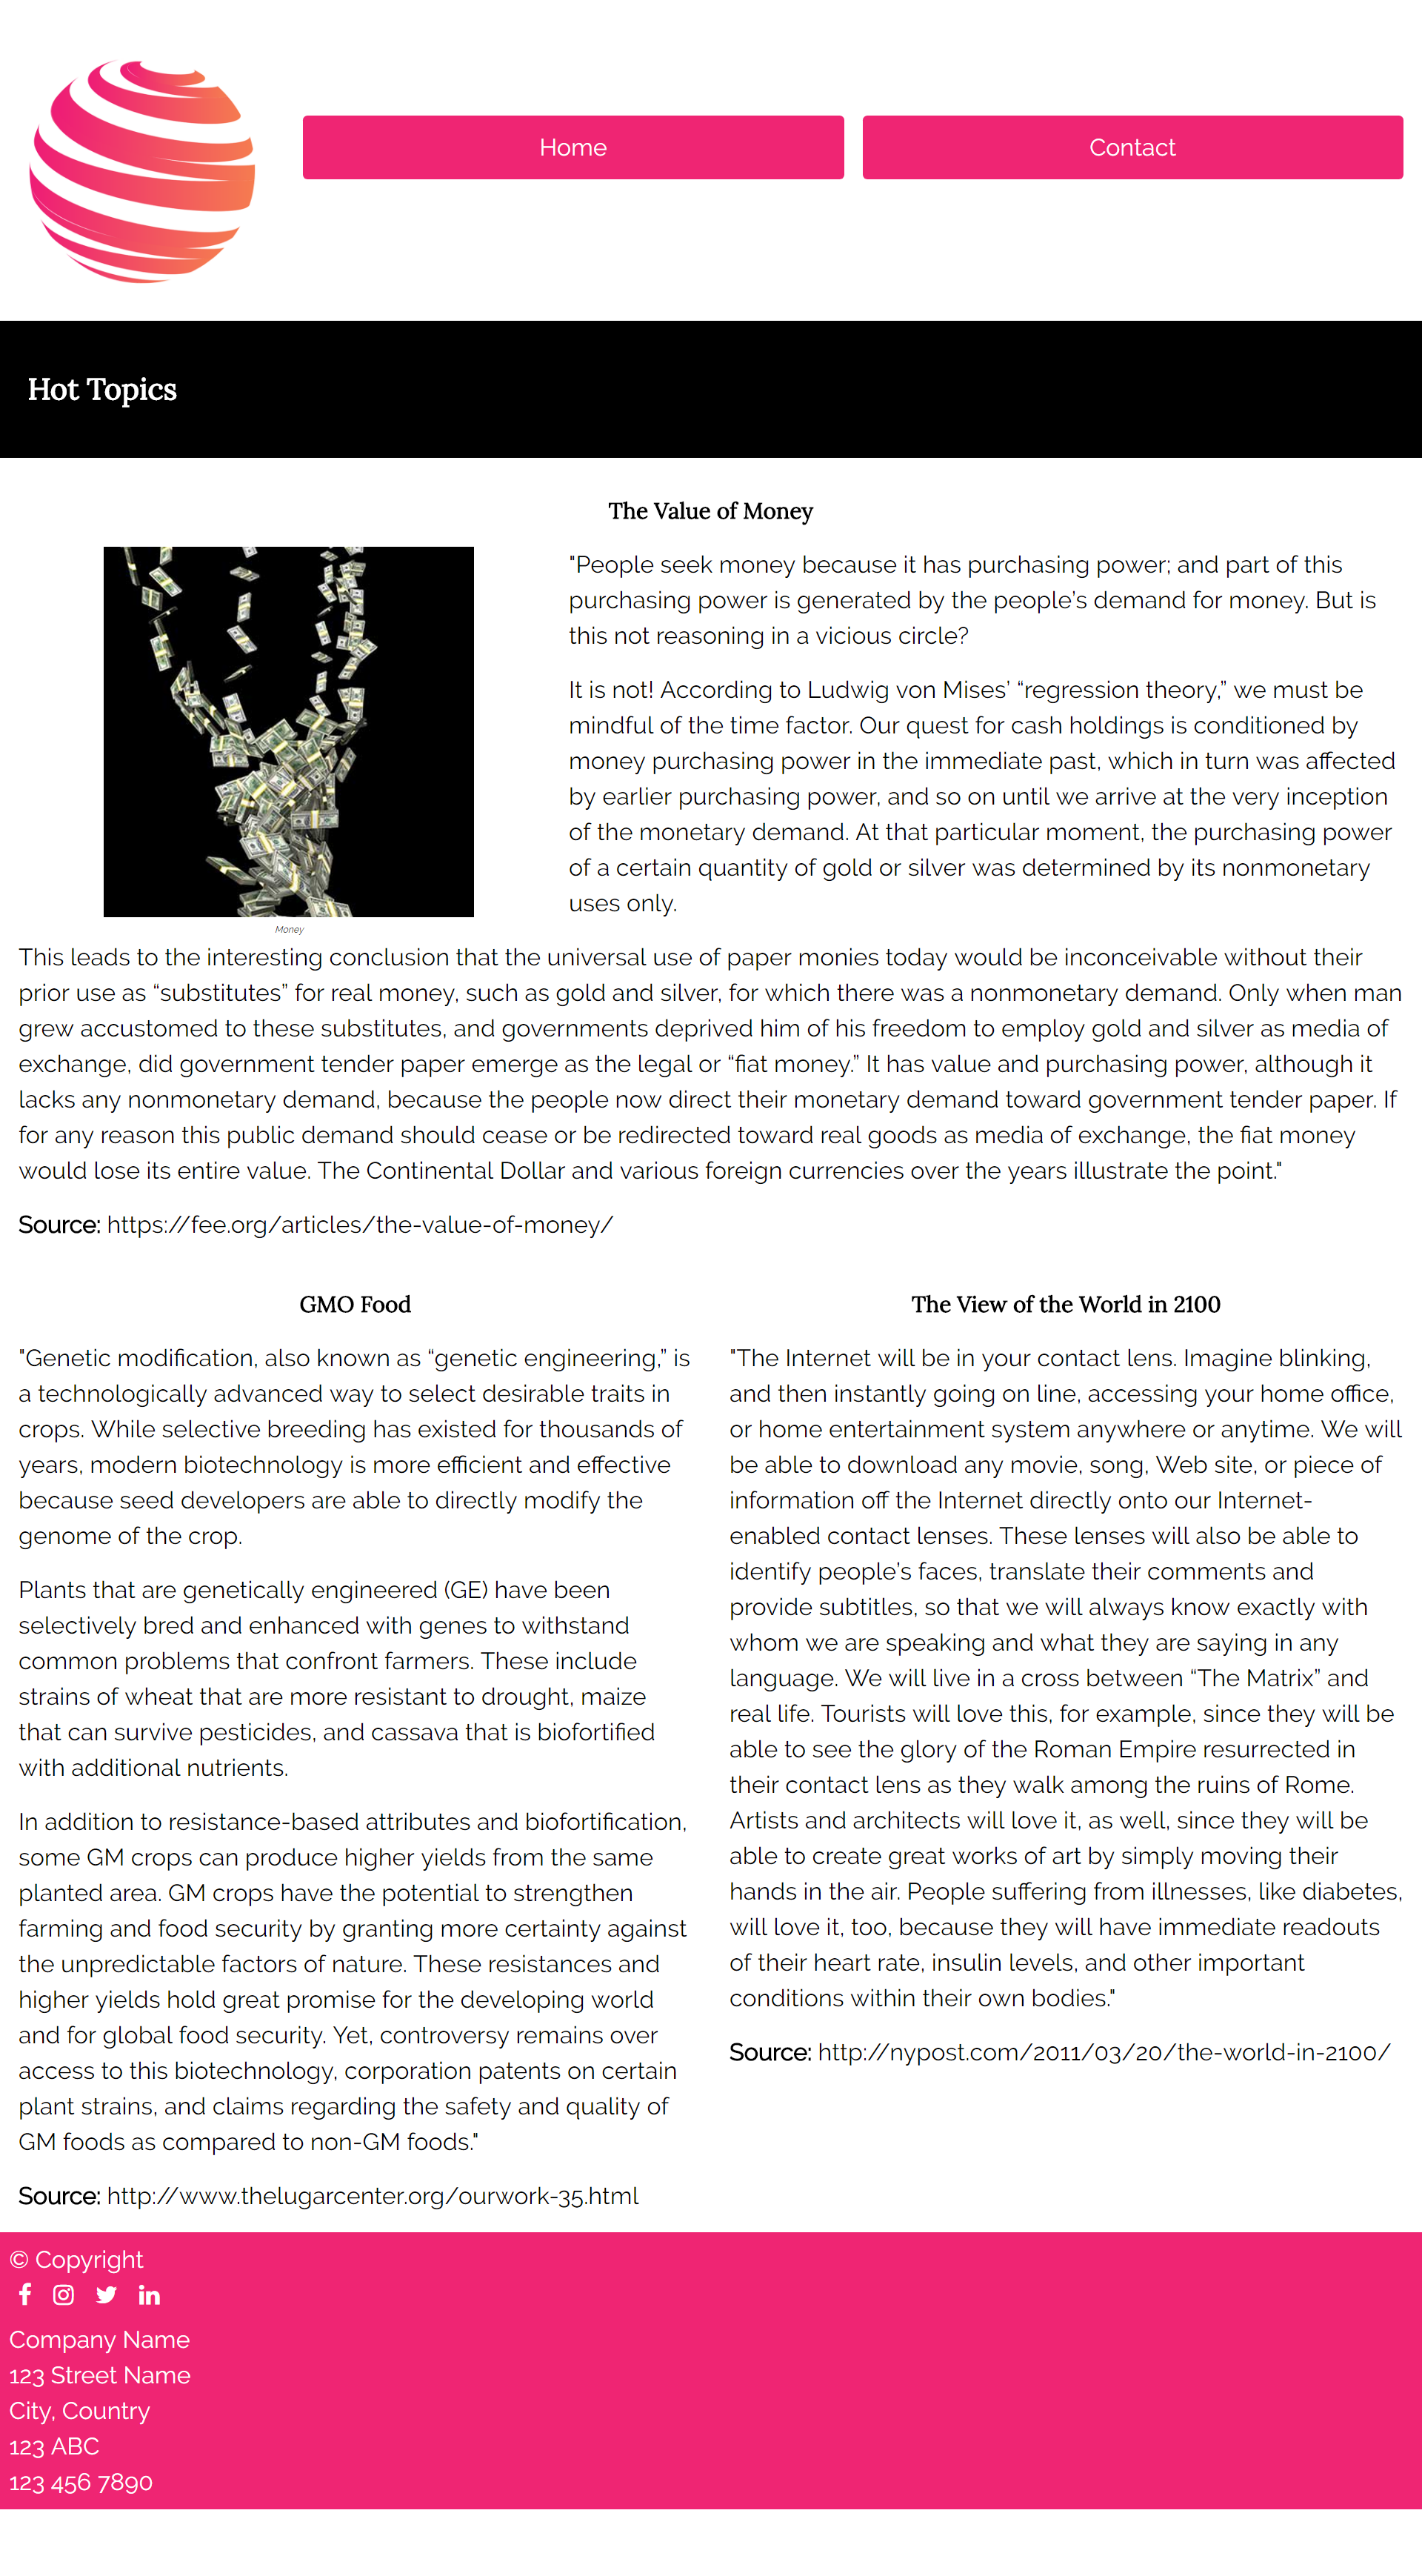 Home
Contact
Hot Topics
The Value of Money
"People seek money because it has purchasing power; and part of this
purchasing power is generated by the people’s demand for money. But is
this not reasoning in a vicious circle?
It is not! According to Ludwig von Mises’ “regression theory,” we must be
mindful of the time factor. Our quest for cash holdings is conditioned by
money purchasing power in the immediate past, which in turn was affected
by earlier purchasing power, and so on until we arrive at the very inception
of the monetary demand. At that particular moment, the purchasing power
of a certain quantity of gold or silver was determined by its nonmonetary
uses only.
Money
This leads to the interesting conclusion that the universal use of paper monies today would be inconceivable without their
prior use as “substitutes” for real money, such as gold and silver, for which there was a nonmonetary demand. Only when man
grew accustomed to these substitutes, and governments deprived him of his freedom to employ gold and silver as media of
exchange, did government tender paper emerge as the legal or “fiat money.” It has value and purchasing power, although it
lacks any nonmonetary demand, because the people now direct their monetary demand toward government tender paper. If
for any reason this public demand should cease or be redirected toward real goods as media of exchange, the fiat money
would lose its entire value. The Continental Dollar and various foreign currencies over the years illustrate the point."
Source: https://fee.org/articles/the-value-of-money/
GMO Food
"Genetic modification, also known as “genetic engineering,” is
a technologically advanced way to select desirable traits in
crops. While selective breeding has existed for thousands of
years, modern biotechnology is more efficient and effective
because seed developers are able to directly modify the
genome of the crop.
Plants that are genetically engineered (GE) have been
selectively bred and enhanced with genes to withstand
common problems that confront farmers. These include
strains of wheat that are more resistant to drought, maize
that can survive pesticides, and cassava that is biofortified
with additional nutrients.
In addition to resistance-based attributes and biofortification,
some GM crops can produce higher yields from the same
planted area. GM crops have the potential to strengthen
farming and food security by granting more certainty against
the unpredictable factors of nature. These resistances and
higher yields hold great promise for the developing world
and for global food security. Yet, controversy remains over
access to this biotechnology, corporation patents on certain
plant strains, and claims regarding the safety and quality of
GM foods as compared to non-GM foods."
Source: http://www.thelugarcenter.org/ourwork-35.html
The View of the World in 2100
"The Internet will be in your contact lens. Imagine blinking,
and then instantly going on line, accessing your home office,
or home entertainment system anywhere or anytime. We will
be able to download any movie, song, Web site, or piece of
information off the Internet directly onto our Internet-
enabled contact lenses. These lenses will also be able to
identify people’s faces, translate their comments and
provide subtitles, so that we will always know exactly with
whom we are speaking and what they are saying in any
language. We will live in a cross between “The Matrix” and
real life. Tourists will love this, for example, since they will be
able to see the glory of the Roman Empire resurrected in
their contact lens as they walk among the ruins of Rome.
Artists and architects will love it, as well, since they will be
able to create great works of art by simply moving their
hands in the air. People suffering from illnesses, like diabetes,
will love it, too, because they will have immediate readouts
of their heart rate, insulin levels, and other important
conditions within their own bodies."
Source: http://nypost.com/2011/03/20/the-world-in-2100/
© Copyright
Company Name
123 Street Name
City, Country
123 ABC
123 456 7890